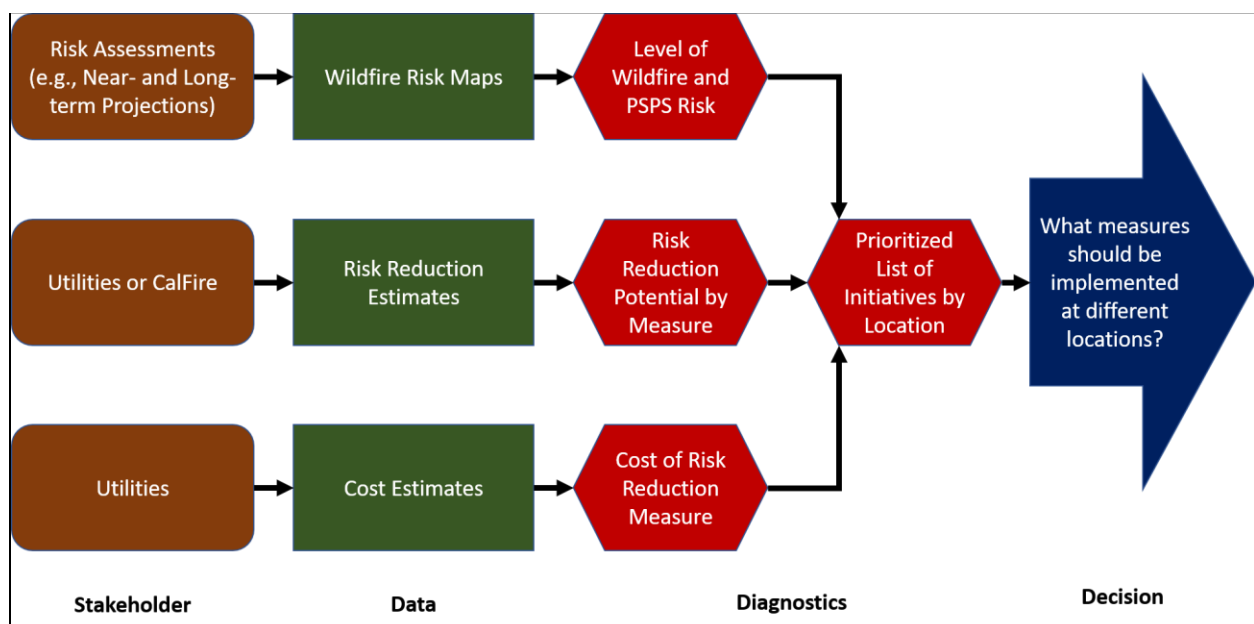 Risk Assessments
(e.g., Near- and Long-
term Projections)
Wildfire Risk Maps
Level of
Wildfire and
PSPS Risk
Utilities or CalFire
Risk Reduction
Estimates
Risk
Reduction
Potential by
Measure
Prioritized
List of
Initiatives by
Location
What measures
should be
implemented
at different
locations?
Utilities
Cost Estimates
Cost of Risk
Reduction
Measure
Stakeholder
Data
Diagnostics
Decision